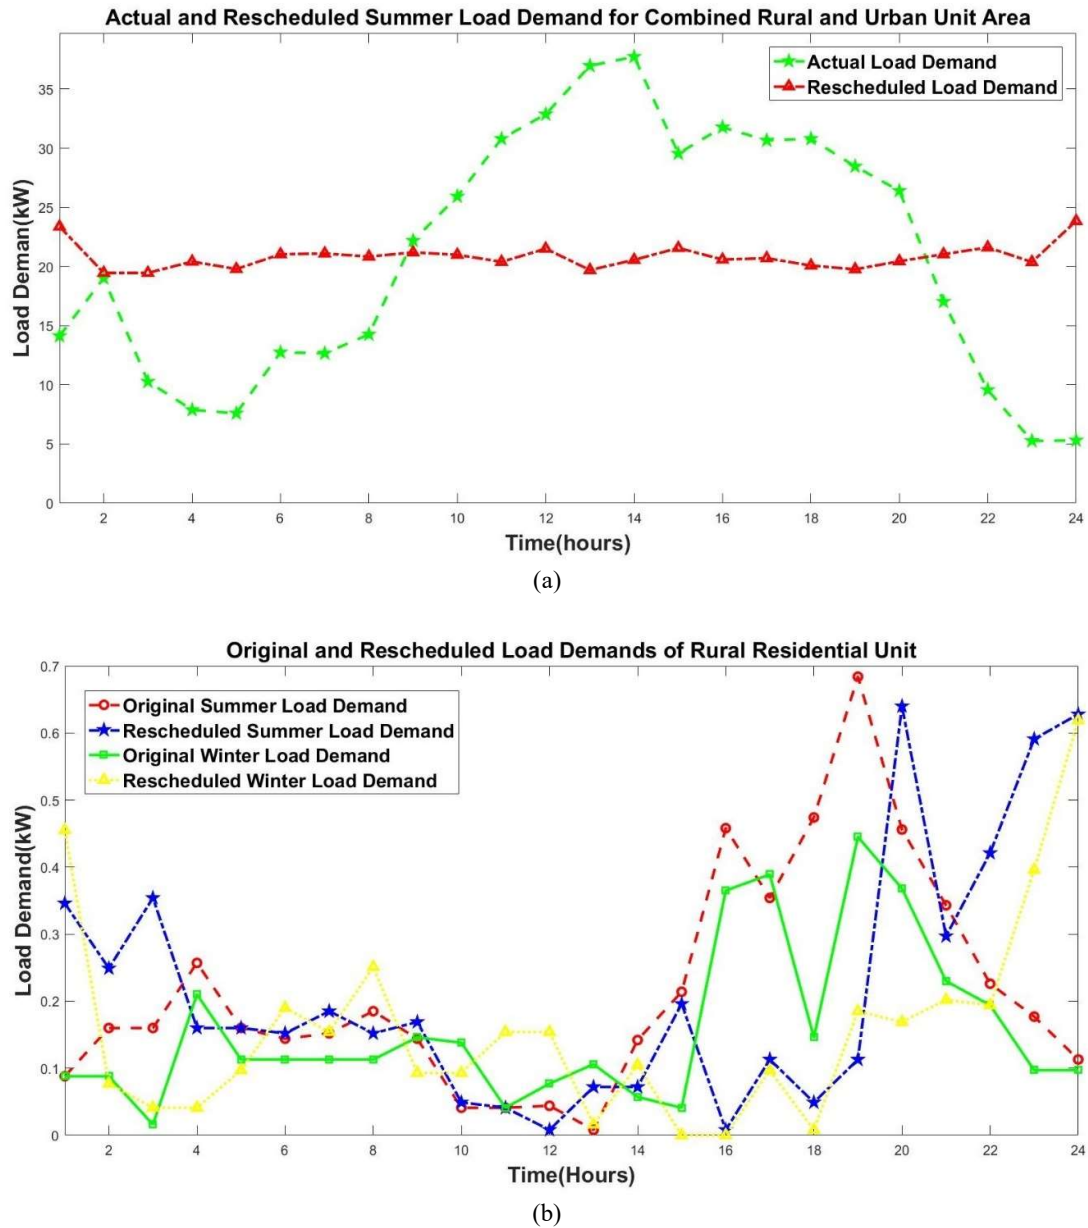 Actual and Rescheduled Summer Load Demand for Combined Rural and Urban Unit Area
Actual Load Demand
Rescheduled Load Demand
35
30
25
20
15
10
5
0
Load Deman(kW)
2 4 6 8 10 12 14 16 18 20 22 24
Time(hours)
(a)
Original and Rescheduled Load Demands of Rural Residential Unit
Original Summer Load Demand
Rescheduled Summer Load Demand
Original Winter Load Demand
Rescheduled Winter Load Demand
0.7
0.6
0.5
0.4
0.3
0.2
0.1
0
Load Demand(kW)
2 4 6 8 10 12 14 16 18 20 22 24
Time(Hours)
(b)